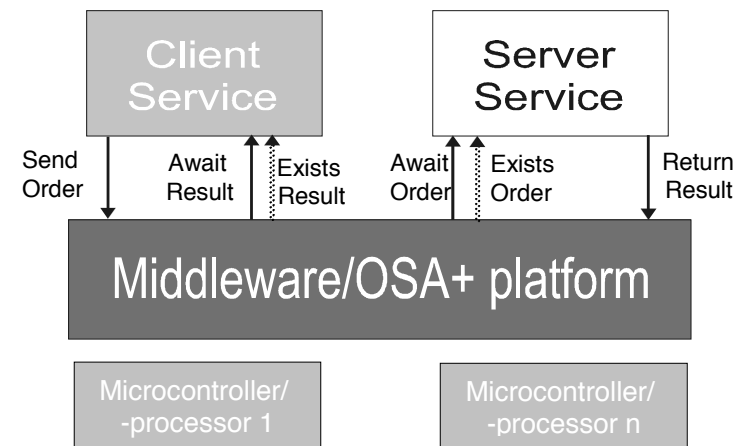 Client
Service
Server
Service
Send
Order
Await
Result
Exists
Result
Await
Order
Exists
Order
Return
Result
Middleware/OSA+ platform
Microcontroller/
-processor 1
Microcontroller/
-processor n